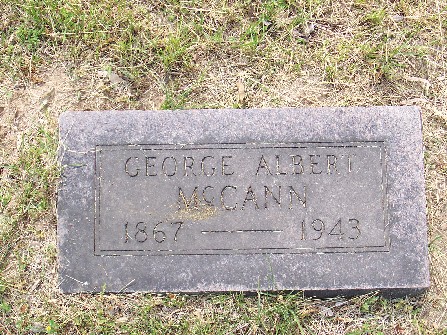 GEORGE ALBERT
MCCANN
1867 — 1943